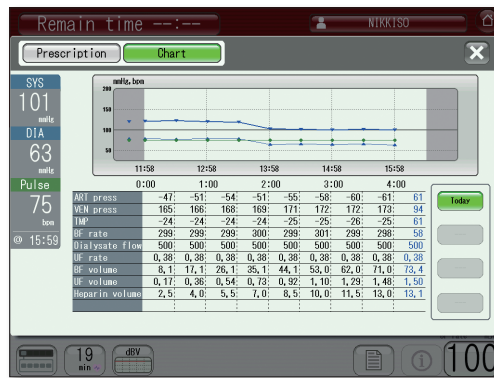 Remain time --:--
NIKKISO
Prescription Chart
SYS
101
mmHg
DIA
63
mmHg
Pulse
75
bpm
@ 15:59
mmHg, bpm
200
150
100
50
11:58 12:58 13:58 14:58 15:58
0:00 1:00 2:00 3:00 4:00
ART press -47 -51 -54 -51 -55 -58 -60 -61 61
VEN press 165 166 168 169 171 172 172 173 94
TMP -24 -24 -24 -25 -25 -25 -26 -25 61
BF rate 299 299 299 300 299 301 299 298 58
Dialysate flow 500 500 500 500 500 500 500 500 500
UF rate 0,38 0,38 0,38 0,38 0,38 0,38 0,38 0,38 0,38
BF volume 8,1 17,1 26,1 35,1 44,1 53,0 62,0 71,0 73,4
UF volume 0,17 0,36 0,54 0,73 0,92 1,10 1,29 1,48 1,50
Heparin volume 2,5 4,0 5,5 7,0 8,5 10,0 11,5 13,0 13,1
Today
19
min
dBV
100